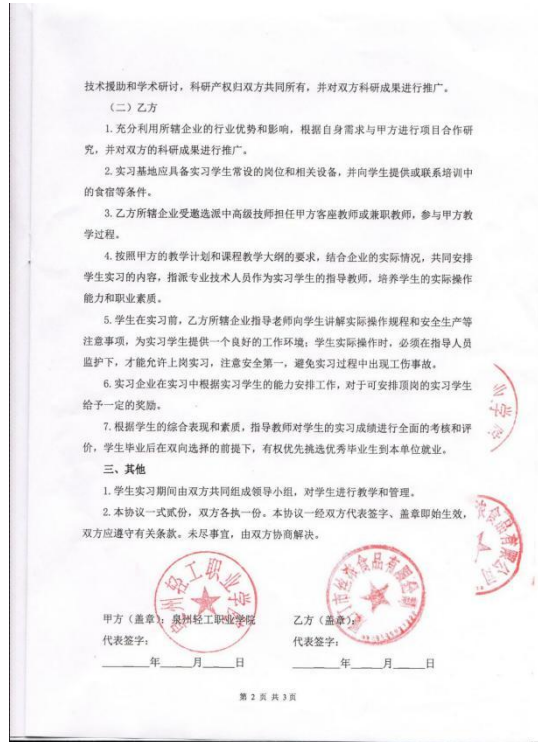 技术援助和学术研讨，科研产权归双方共同所有，并对双方科研成果进行推广。
（二）乙方
1.充分利用所辖企业的行业优势和影响，根据自身需求与甲方进行项目合作研
究，并对双方的科研成果进行推广。
2.实习基地应具备实习学生常设的岗位和相关设备，并向学生提供或联系培训中
的食宿等条件。
3.乙方所辖企业受邀选派中高级技师担任甲方客座教师或兼职教师，参与甲方教
学过程。
4.按照甲方的教学计划和课程教学大纲的要求，结合企业的实际情况，共同安排
学生实习的内容，指派专业技术人员作为实习学生的指导教师，培养学生的实际操作
能力和职业素质。
5.学生在实习前，乙方所辖企业指导老师向学生讲解实际操作规程和安全生产等
注意事项，为实习学生提供一个良好的工作环境；学生实际操作时，必须在指导人员
监护下，才能允许上岗实习，注意安全第一，避免实习过程中出现工伤事故。
6.实习企业在实习中根据实习学生的能力安排工作，对于可安排顶岗的实习学生
给予一定的奖励。
7.根据学生的综合表现和素质，指导教师对学生的实习成绩进行全面的考核和评
价，学生毕业后在双向选择的前提下，有权优先挑选优秀毕业生到本单位就业。
三、其他
1.学生实习期间由双方共同组成领导小组，对学生进行教学和管理。
2.本协议一式贰份，双方各执一份。本协议一经双方代表签字、盖章即始生效，
双方应遵守有关条款。未尽事宜，由双方协商解决。
甲方（盖章）：泉州轻工职业学院
乙方（盖章）：
代表签字：
代表签字：
年 月 日
年 月 日
泉州轻工职业学院
食品有限公司
业学院
食品有限公司
第 2 页 共 3 页